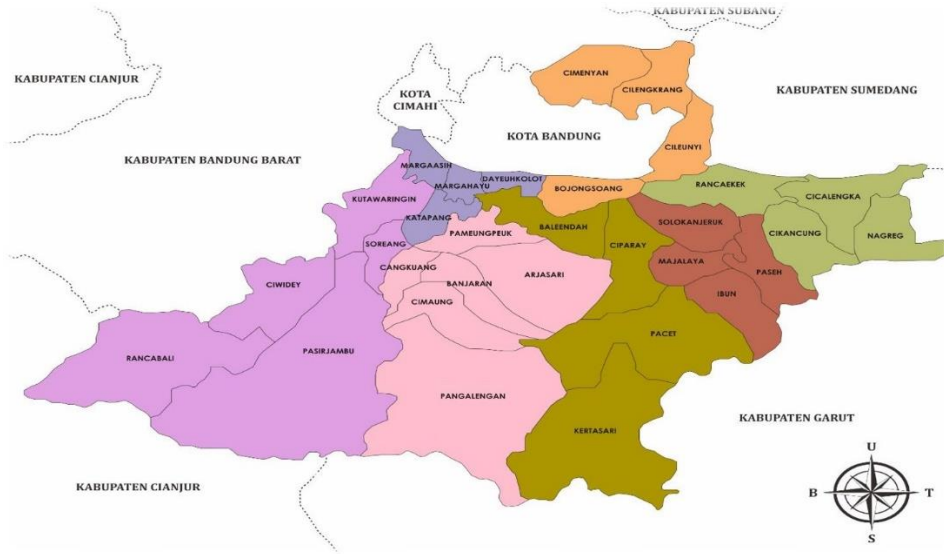 KABUPATEN SUBANG
KABUPATEN CIANJUR
KOTA
CIMAHI
CIMENYAN
CILENGKRANG
KABUPATEN SUMEDANG
KOTA BANDUNG
CILEUNYI
KABUPATEN BANDUNG BARAT
MARGAASIH
MARGAHAYU
DAYEUHKOLOT
BOJONGSOANG
RANCAEKEK
CICALENGKA
KUTAWARINGIN
KATAPANG
PAMEUNGPEUK
BALEENDAH
SOLOKANJERUK
CIKANCUNG
NAGREG
SOREANG
CIPARAY
MAJALAYA
PASEH
CANGKUANG
BANJARAN
ARJASARI
CIWIDEY
CIMAUNG
IBUN
PACET
RANCABALI
PASIRJAMBU
PANGALENGAN
KABUPATEN GARUT
KERTASARI
KABUPATEN CIANJUR
U
B
T
S